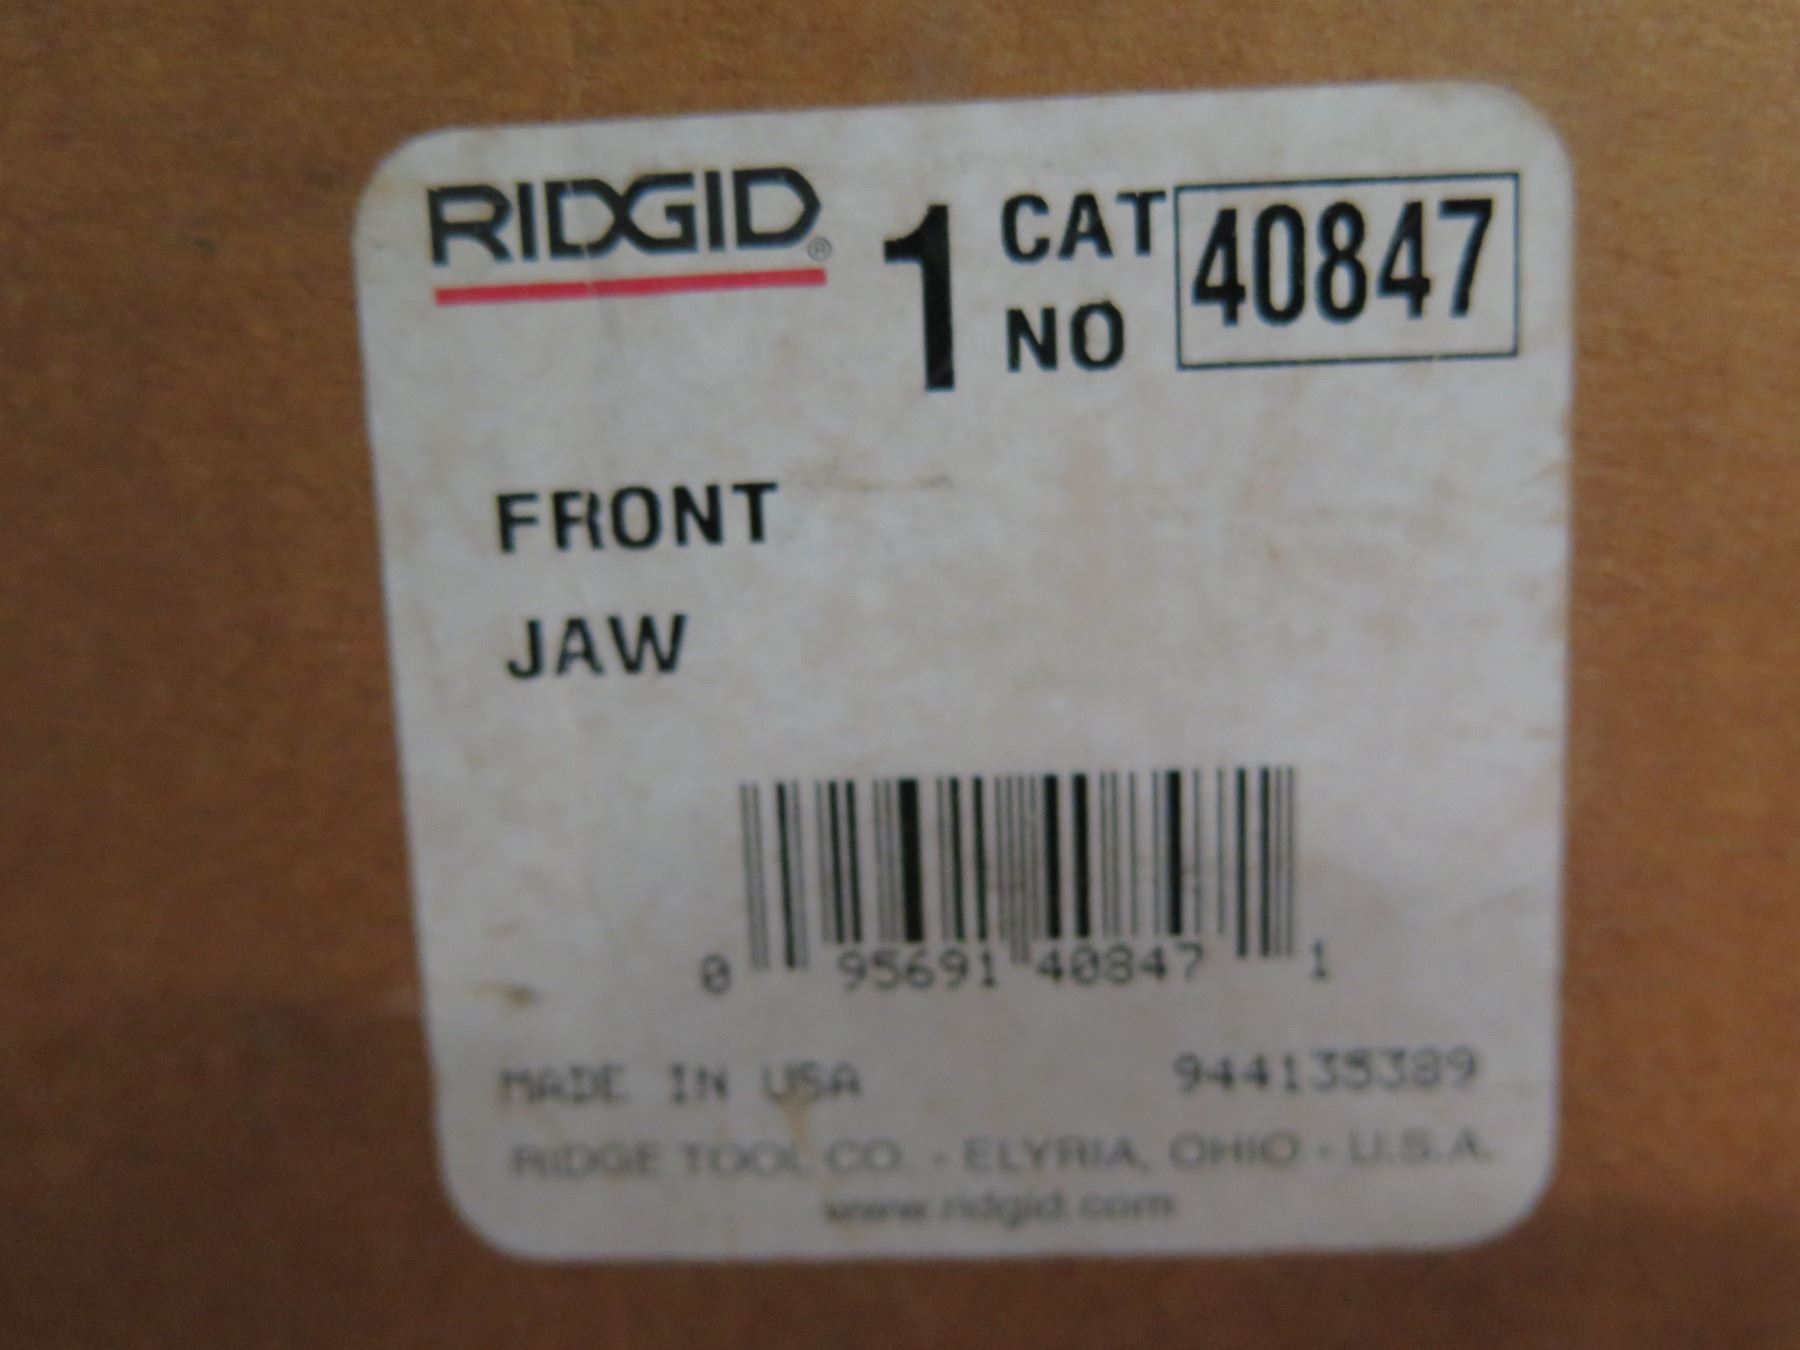 RIDGID®
1 CAT NO 40847
FRONT
JAW
0 95691 40847 1
MADE IN USA 944135389
RIDGE TOOL CO. - ELYRIA, OHIO - U.S.A.
www.ridgid.com